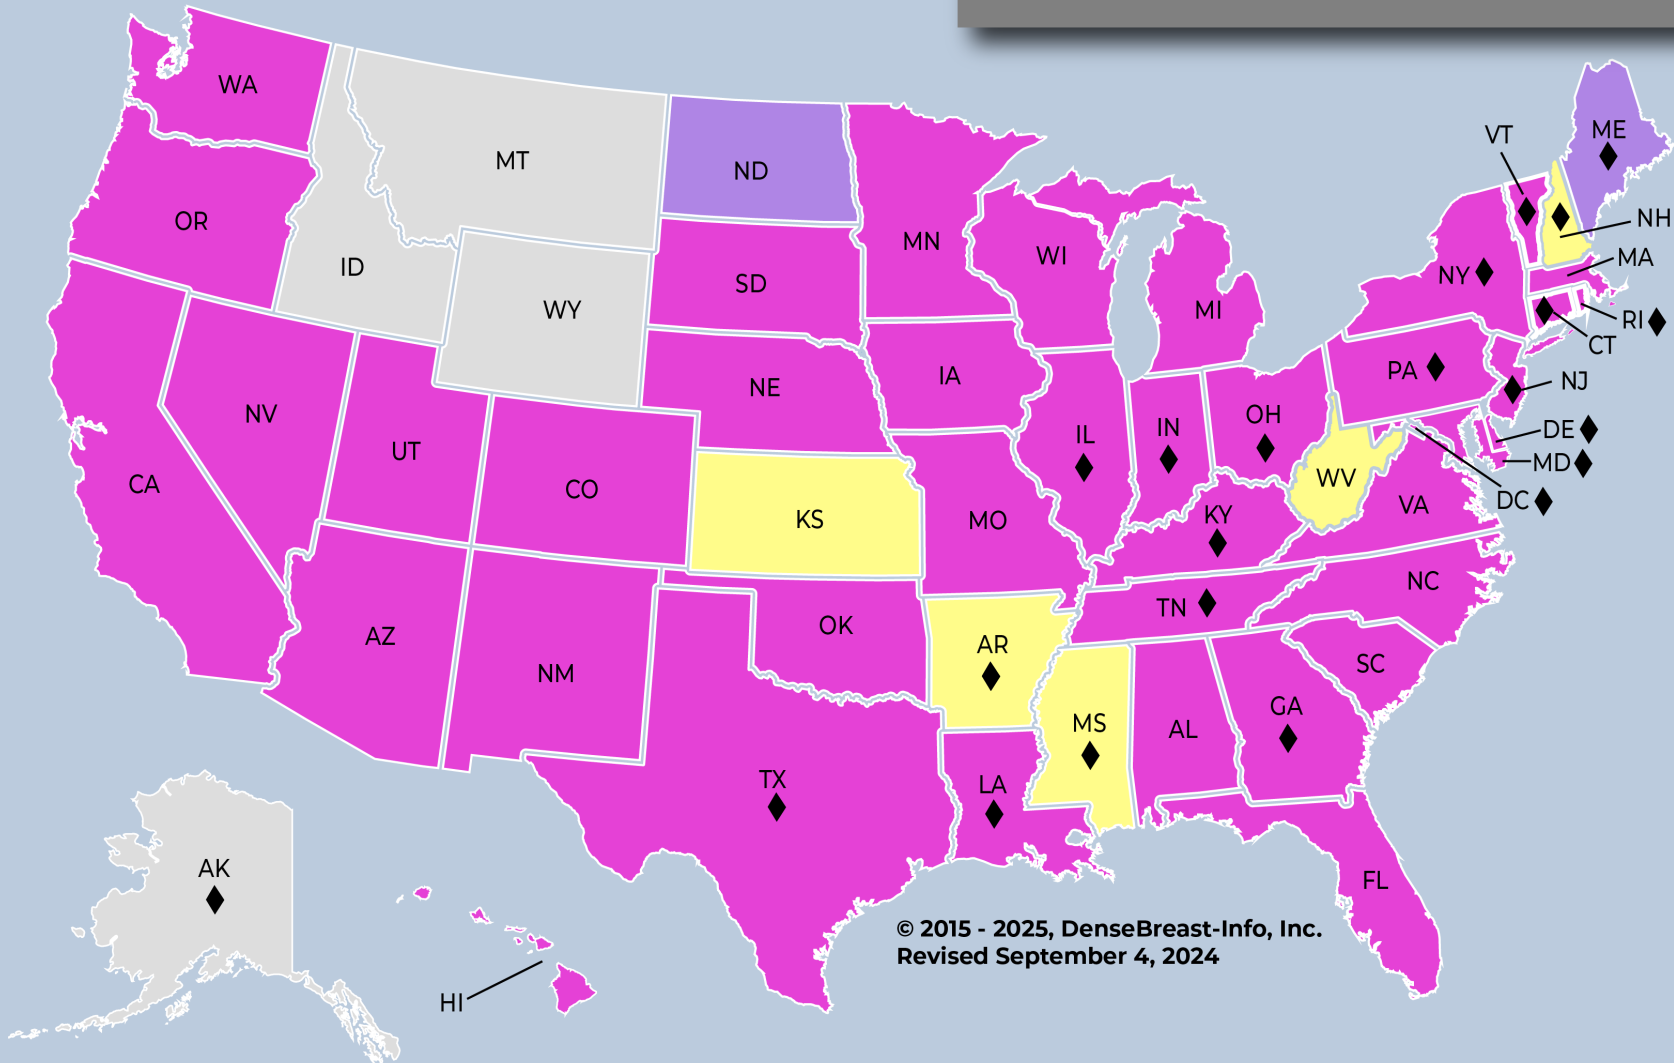 WA
MT
ND
OR
ID
WY
SD
MN
WI
MI
VT
ME
NH
NY
MA
RI
CT
PA
NJ
NE
IA
NV
UT
CA
CO
KS
MO
IL
IN
OH
WV
DE
MD
DC
VA
KY
NC
TN
AZ
NM
OK
AR
SC
MS
AL
GA
TX
LA
FL
AK
HI
© 2015 - 2025, DenseBreast-Info, Inc.
Revised September 4, 2024